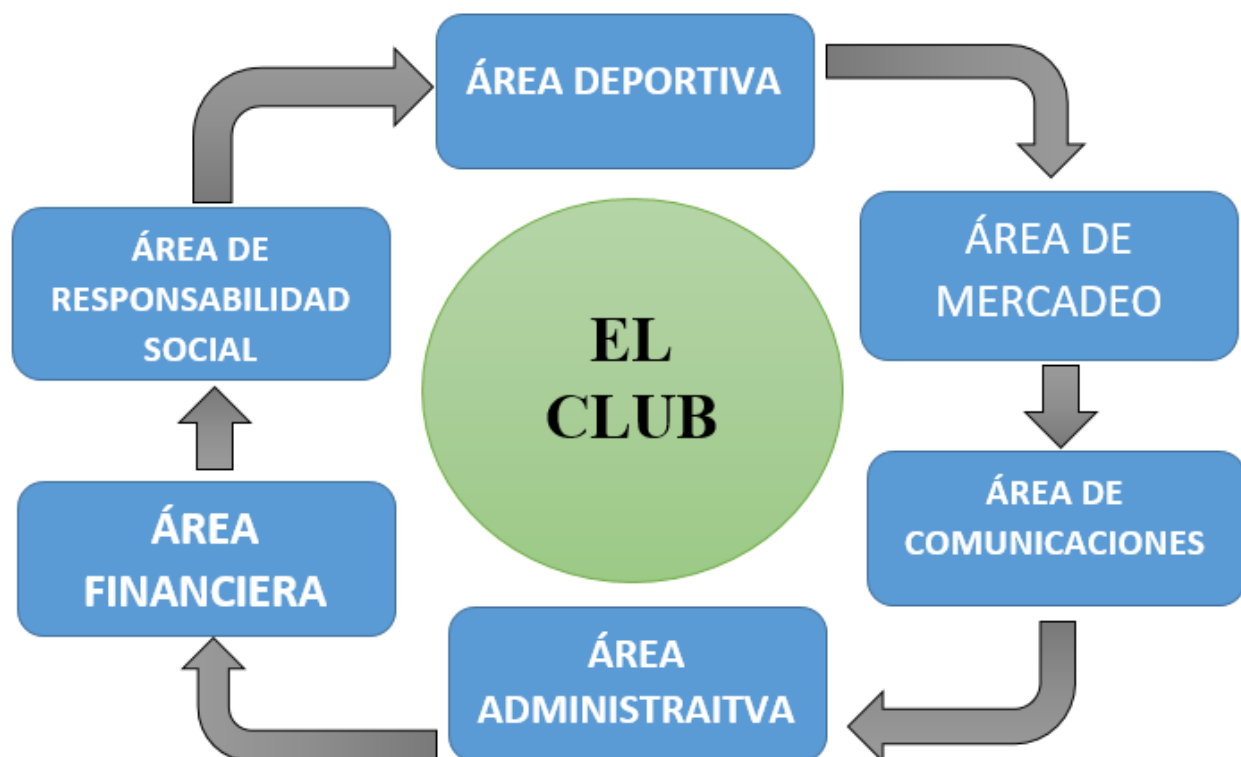 ÁREA DEPORTIVA
ÁREA DE
MERCADEO
ÁREA DE
COMUNICACIONES
ÁREA
ADMINISTRAITVA
ÁREA
FINANCIERA
ÁREA DE
RESPONSABILIDAD
SOCIAL
EL
CLUB